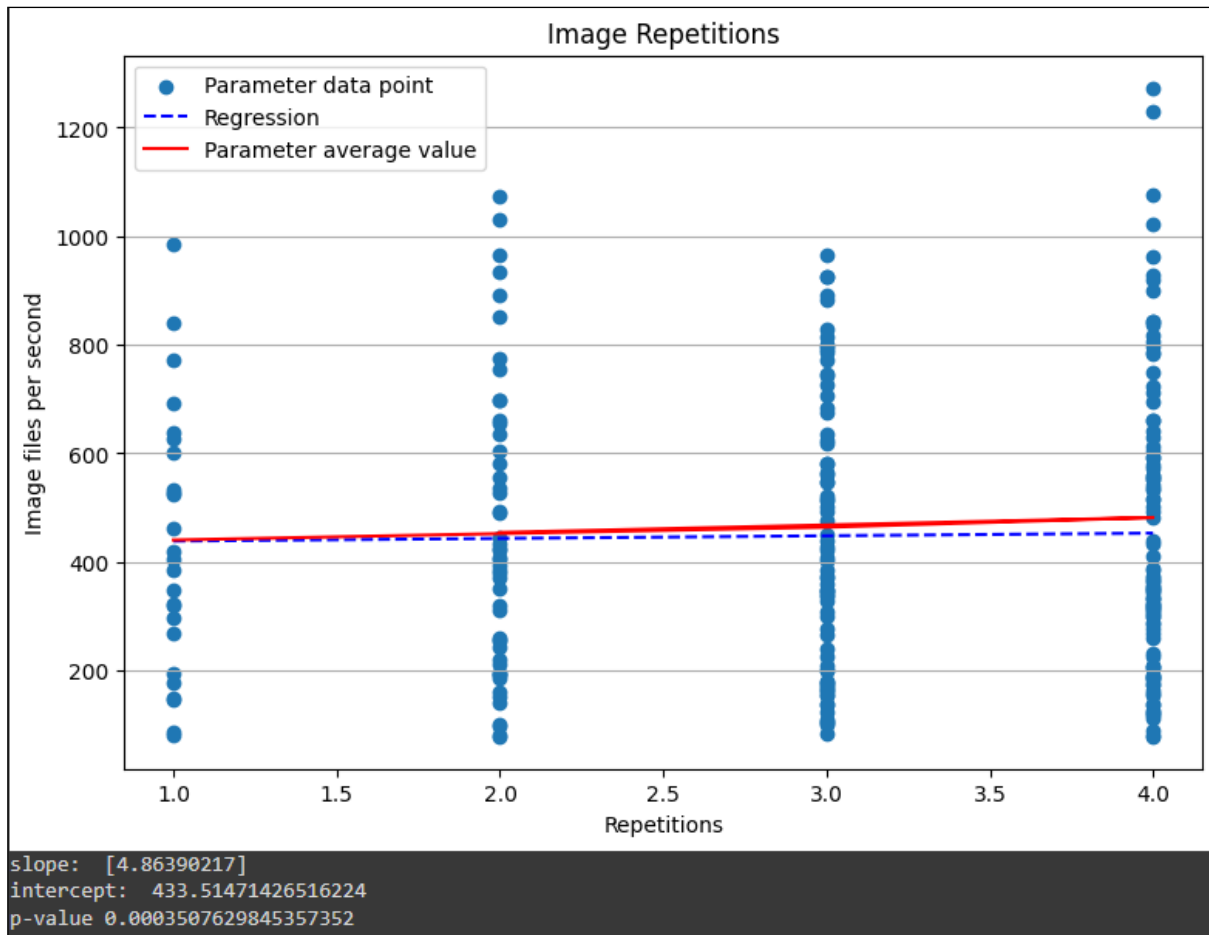 Image Repetitions
Parameter data point
Regression
Parameter average value
1200
1000
800
600
400
200
Image files per second
1.0 1.5 2.0 2.5 3.0 3.5 4.0
Repetitions
slope:  [4.86390217]
intercept:  433.51471426516224
p-value 0.0003507629845357352